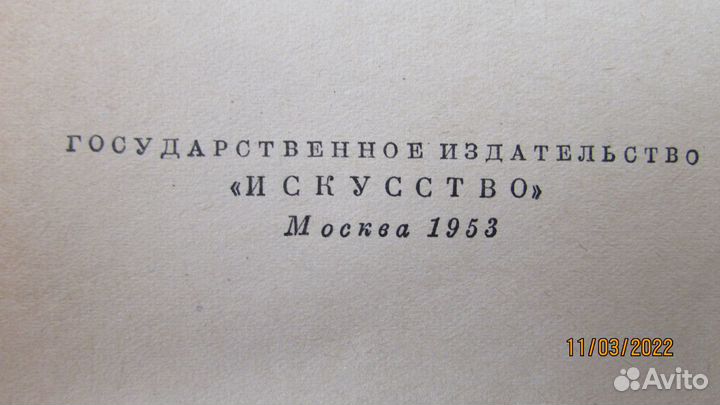 ГОСУДАРСТВЕННОЕ ИЗДАТЕЛЬСТВО
«ИСКУССТВО»
Москва 1953
11/03/2022
Avito